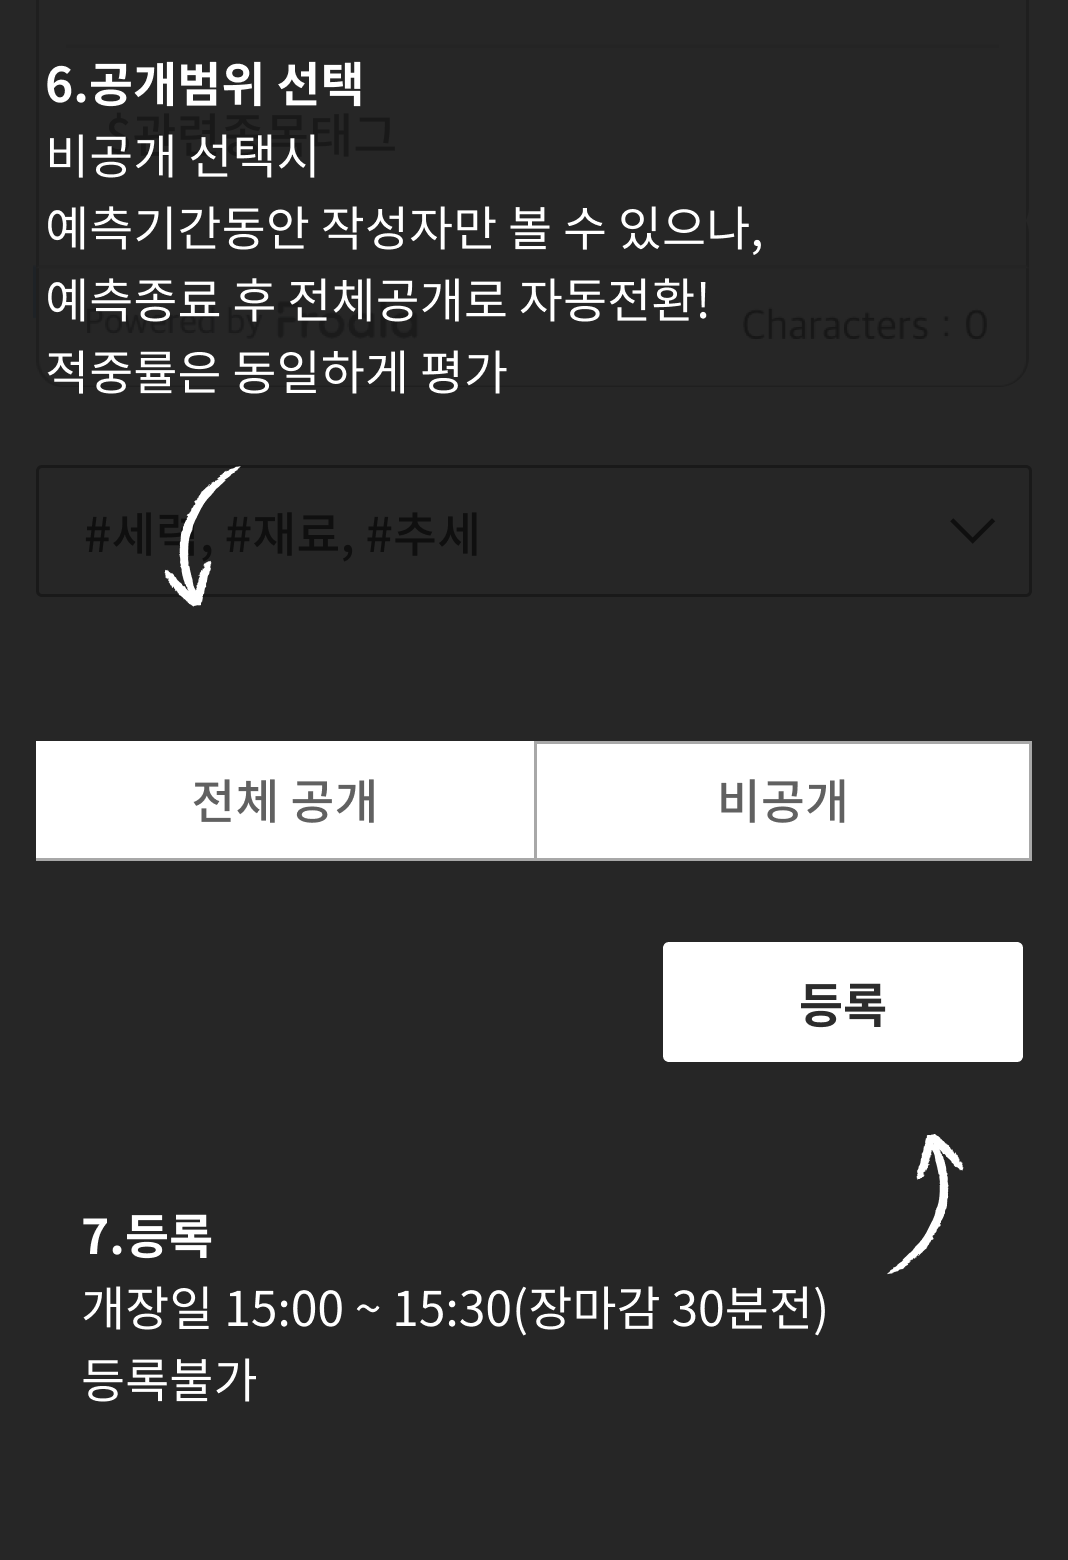 6.공개범위 선택
$관련종목태그
비공개 선택시
예측기간동안 작성자만 볼 수 있으나,
예측종료 후 전체공개로 자동전환!
Powered by Froala
Characters : 0
적중률은 동일하게 평가
#세력, #재료, #추세
전체 공개
비공개
등록
7.등록
개장일 15:00 ~ 15:30(장마감 30분전)
등록불가